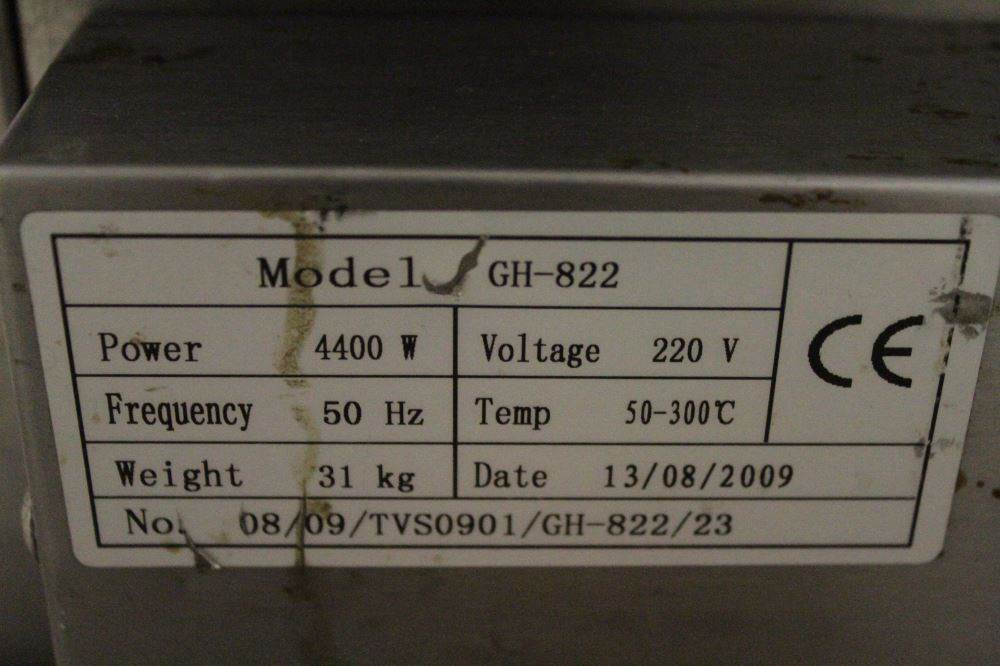 Model GH-822
Power 4400 W Voltage 220 V CE
Frequency 50 Hz Temp 50-300℃
Weight 31 kg Date 13/08/2009
No. 08/09/TVS0901/GH-822/23